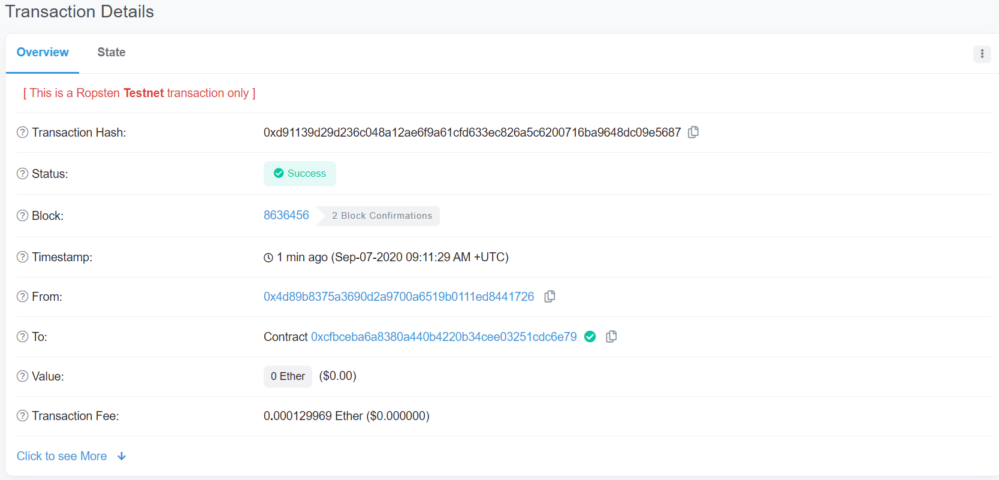 Transaction Details
Overview State
[ This is a Ropsten Testnet transaction only ]
Transaction Hash: 0xd91139d29d236c048a12ae6f9a61cfd633ec826a5c6200716ba9648dc09e5687
Status: Success
Block: 8636456 2 Block Confirmations
Timestamp: 1 min ago (Sep-07-2020 09:11:29 AM +UTC)
From: 0x4d89b8375a3690d2a9700a6519b0111ed8441726
To: Contract 0xcfbceba6a8380a440b4220b34cee03251cdc6e79
Value: 0 Ether ($0.00)
Transaction Fee: 0.000129969 Ether ($0.000000)
Click to see More